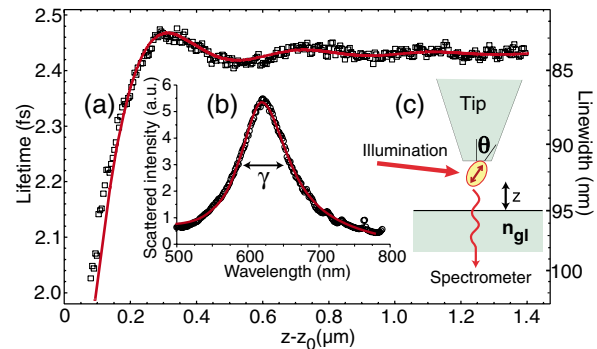 2.5
2.4
2.3
2.2
2.1
2.0
Lifetime (fs)
0
0.2
0.4
0.6
0.8
1.0
1.2
1.4
z-z0(μm)
85
90
95
100
Linewidth (nm)
(a)
(b)
6
5
4
3
2
1
0
Scattered intensity (a.u.)
500
600
700
800
Wavelength (nm)
γ
(c)
Tip
θ
Illumination
z
ngl
Spectrometer